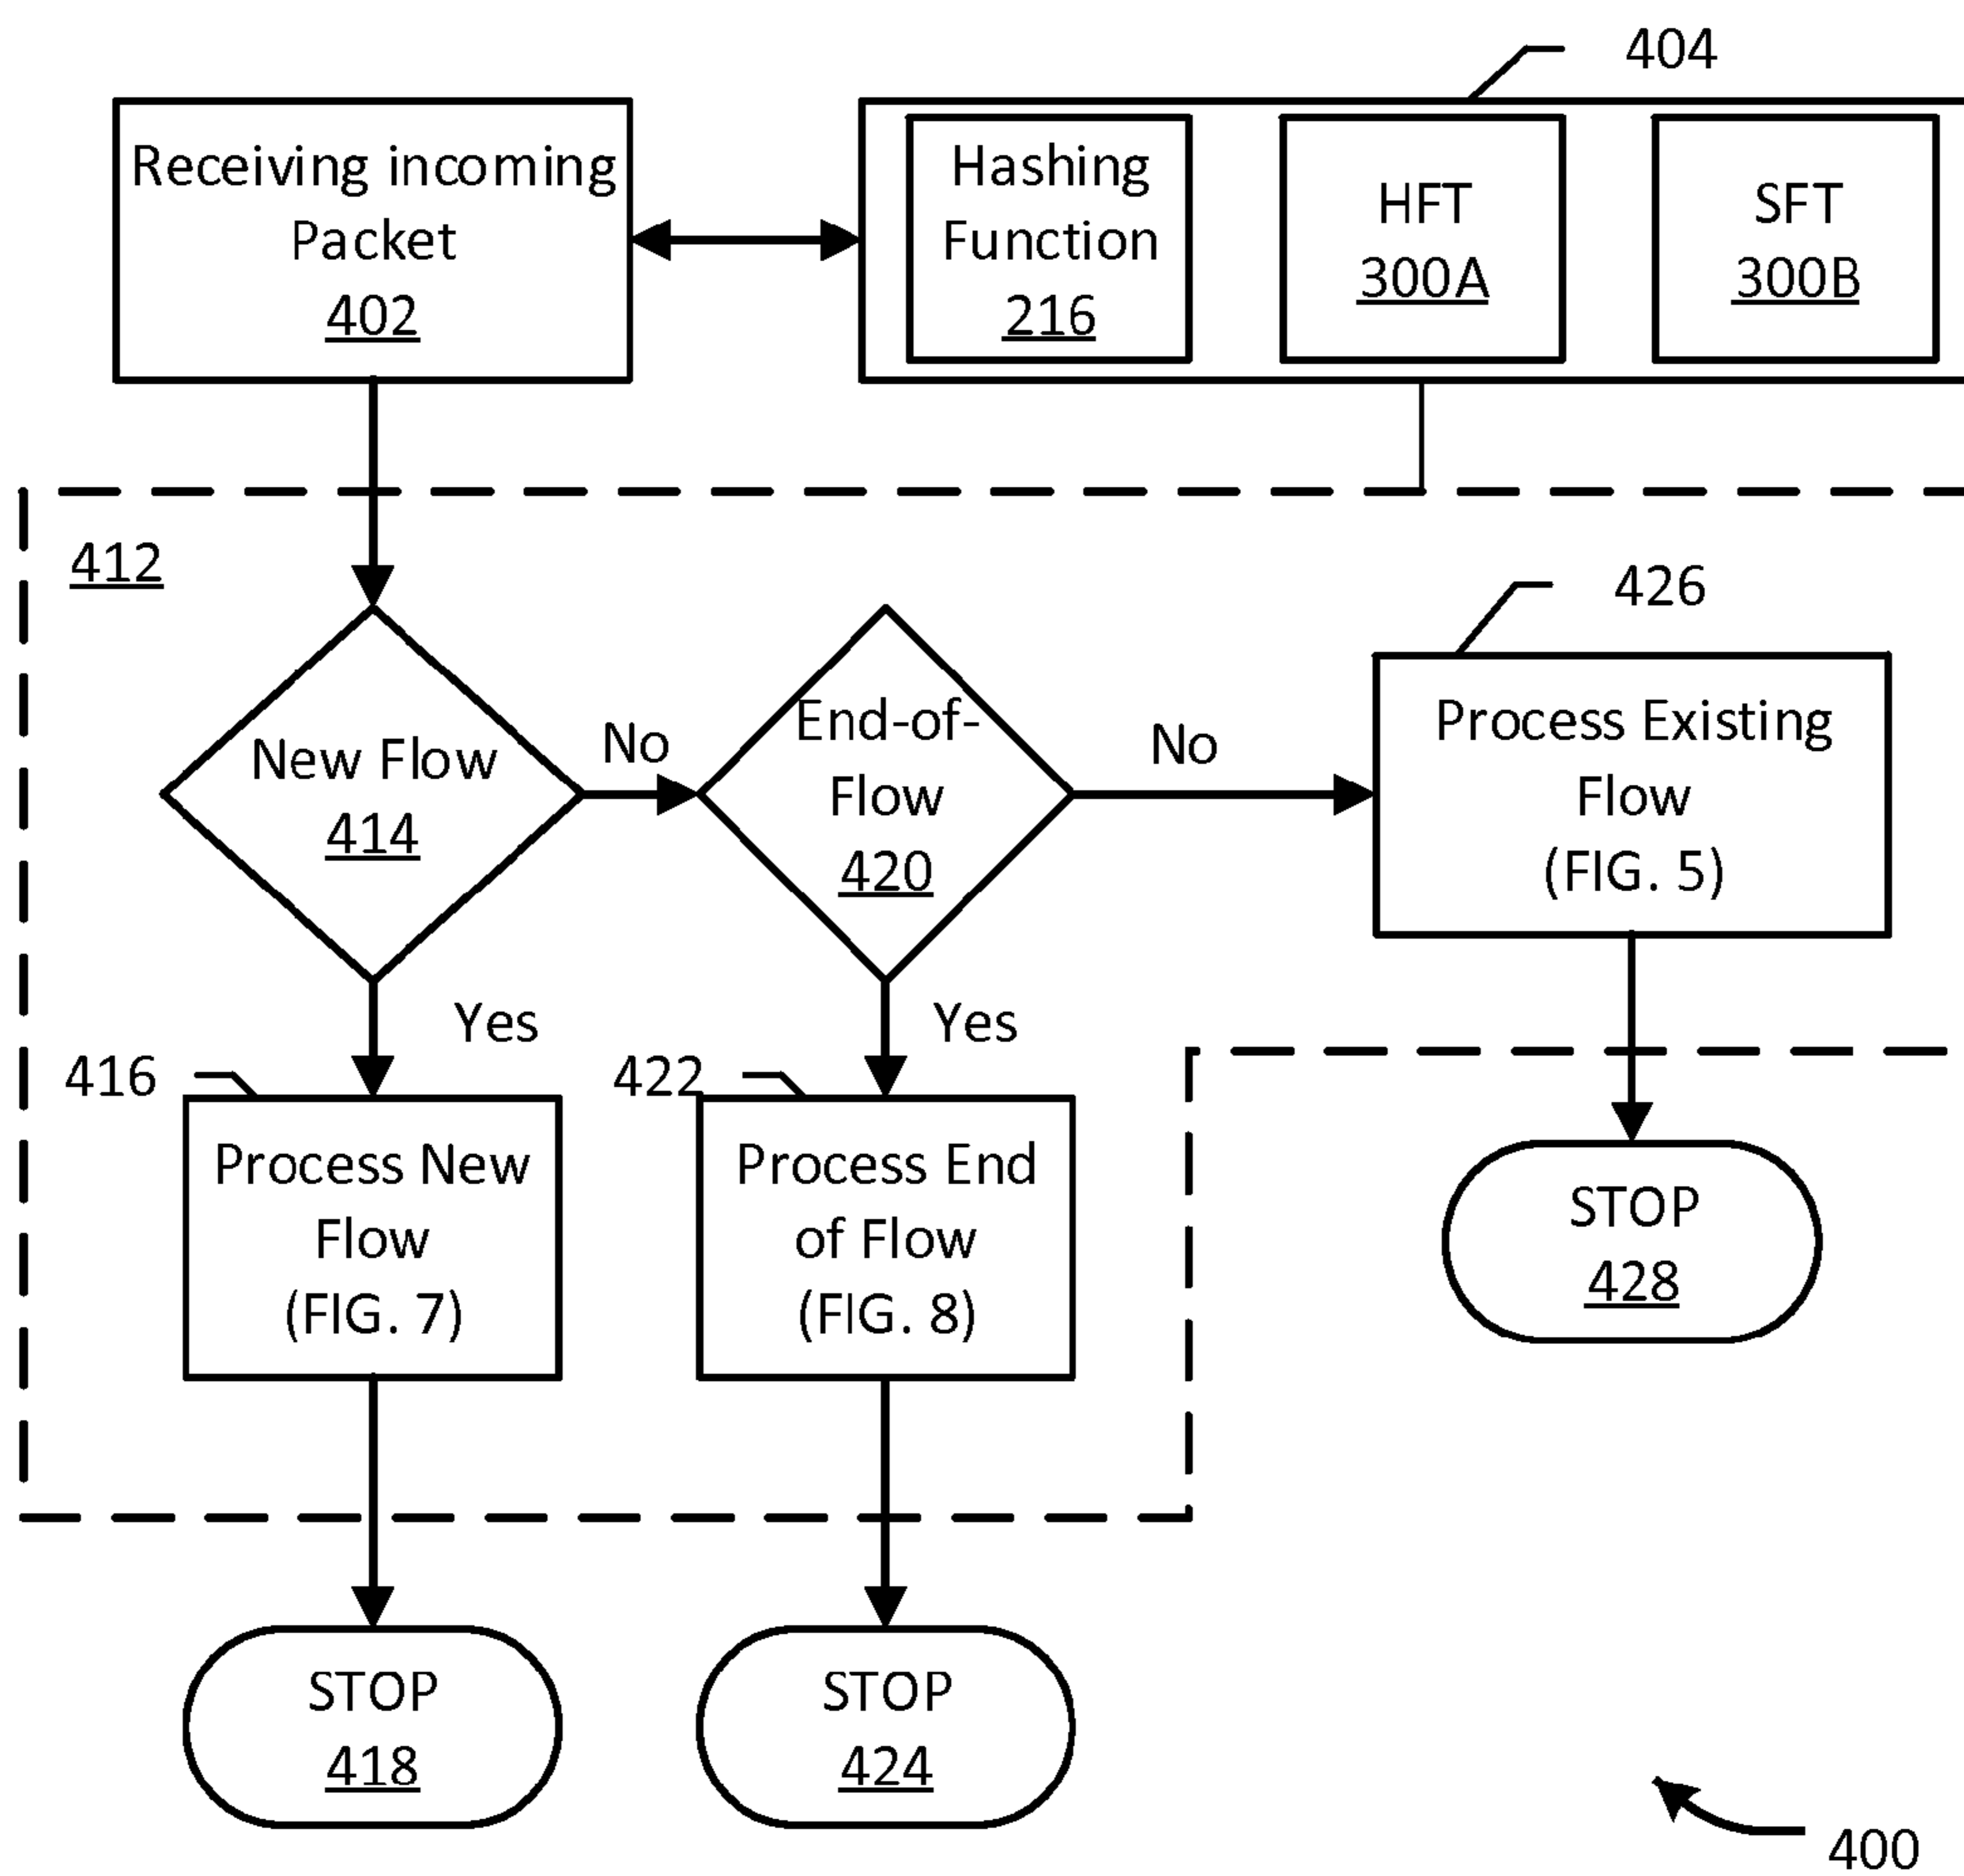 404
Receiving incoming
Packet
402
Hashing
Function
216
HFT
300A
SFT
300B
412
426
New Flow
414
No
End-of-
Flow
420
No
Process Existing
Flow
(FIG. 5)
Yes
Yes
416
Process New
Flow
(FIG. 7)
422
Process End
of Flow
(FIG. 8)
STOP
428
STOP
418
STOP
424
400